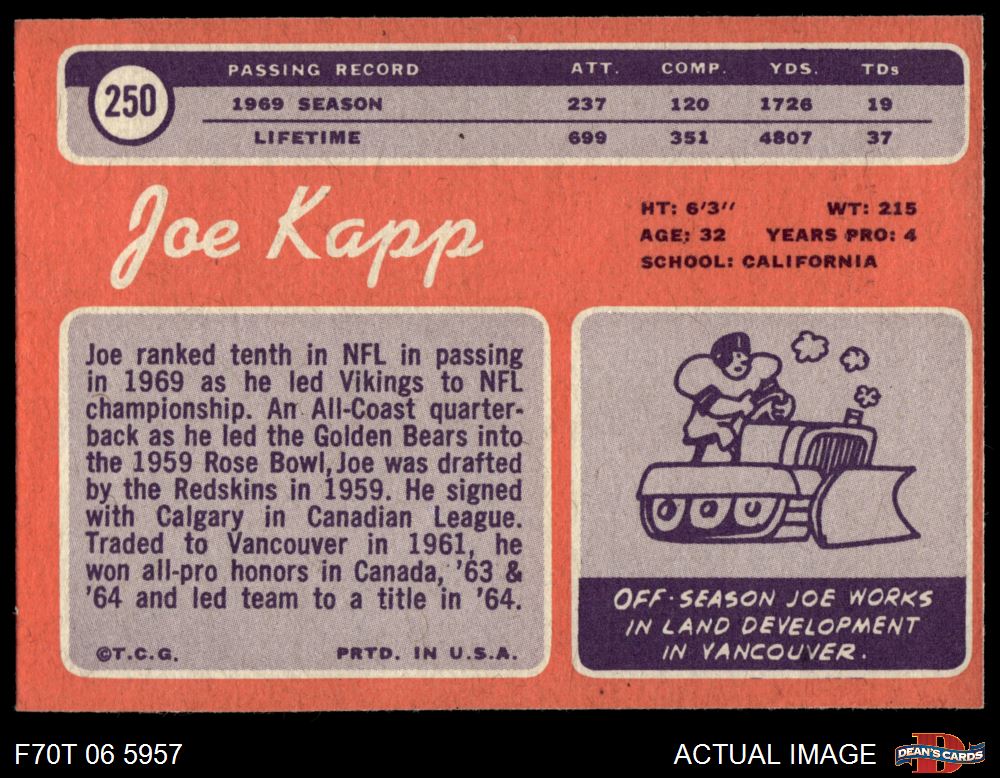 250
PASSING RECORD ATT. COMP. YDS. TDs
1969 SEASON 237 120 1726 19
LIFETIME 699 351 4807 37
Joe Kapp
HT: 6'3" WT: 215
AGE: 32 YEARS PRO: 4
SCHOOL: CALIFORNIA
Joe ranked tenth in NFL in passing
in 1969 as he led Vikings to NFL
championship. An All-Coast quarter-
back as he led the Golden Bears into
the 1959 Rose Bowl, Joe was drafted
by the Redskins in 1959. He signed
with Calgary in Canadian League.
Traded to Vancouver in 1961, he
won all-pro honors in Canada, '63 &
'64 and led team to a title in '64.
©T.C.G. PRTD. IN U.S.A.
OFF-SEASON JOE WORKS
IN LAND DEVELOPMENT
IN VANCOUVER.
F70T 06 5957
ACTUAL IMAGE
DEAN'S CARDS